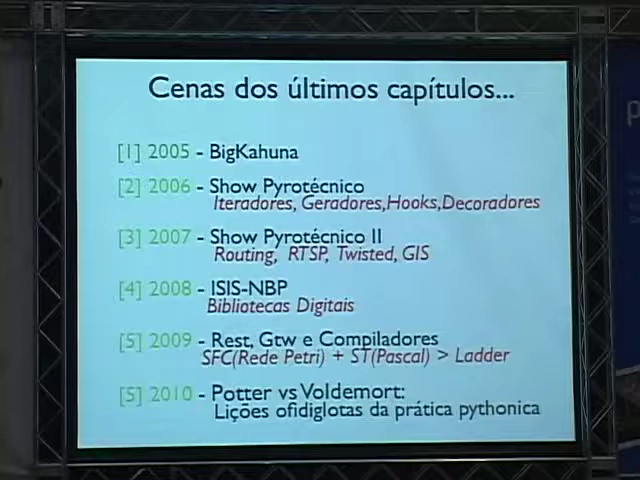 Cenas dos últimos capítulos...
[1] 2005 - BigKahuna
[2] 2006 - Show Pyrotécnico
Iteradores, Geradores,Hooks,Decoradores
[3] 2007 - Show Pyrotécnico II
Routing, RTSP, Twisted, GIS
[4] 2008 - ISIS-NBP
Bibliotecas Digitais
[5] 2009 - Rest, Gtw e Compiladores
SFC(Rede Petri) + ST(Pascal) > Ladder
[5] 2010 - Potter vs Voldemort:
Lições ofidiglotas da prática pythonica